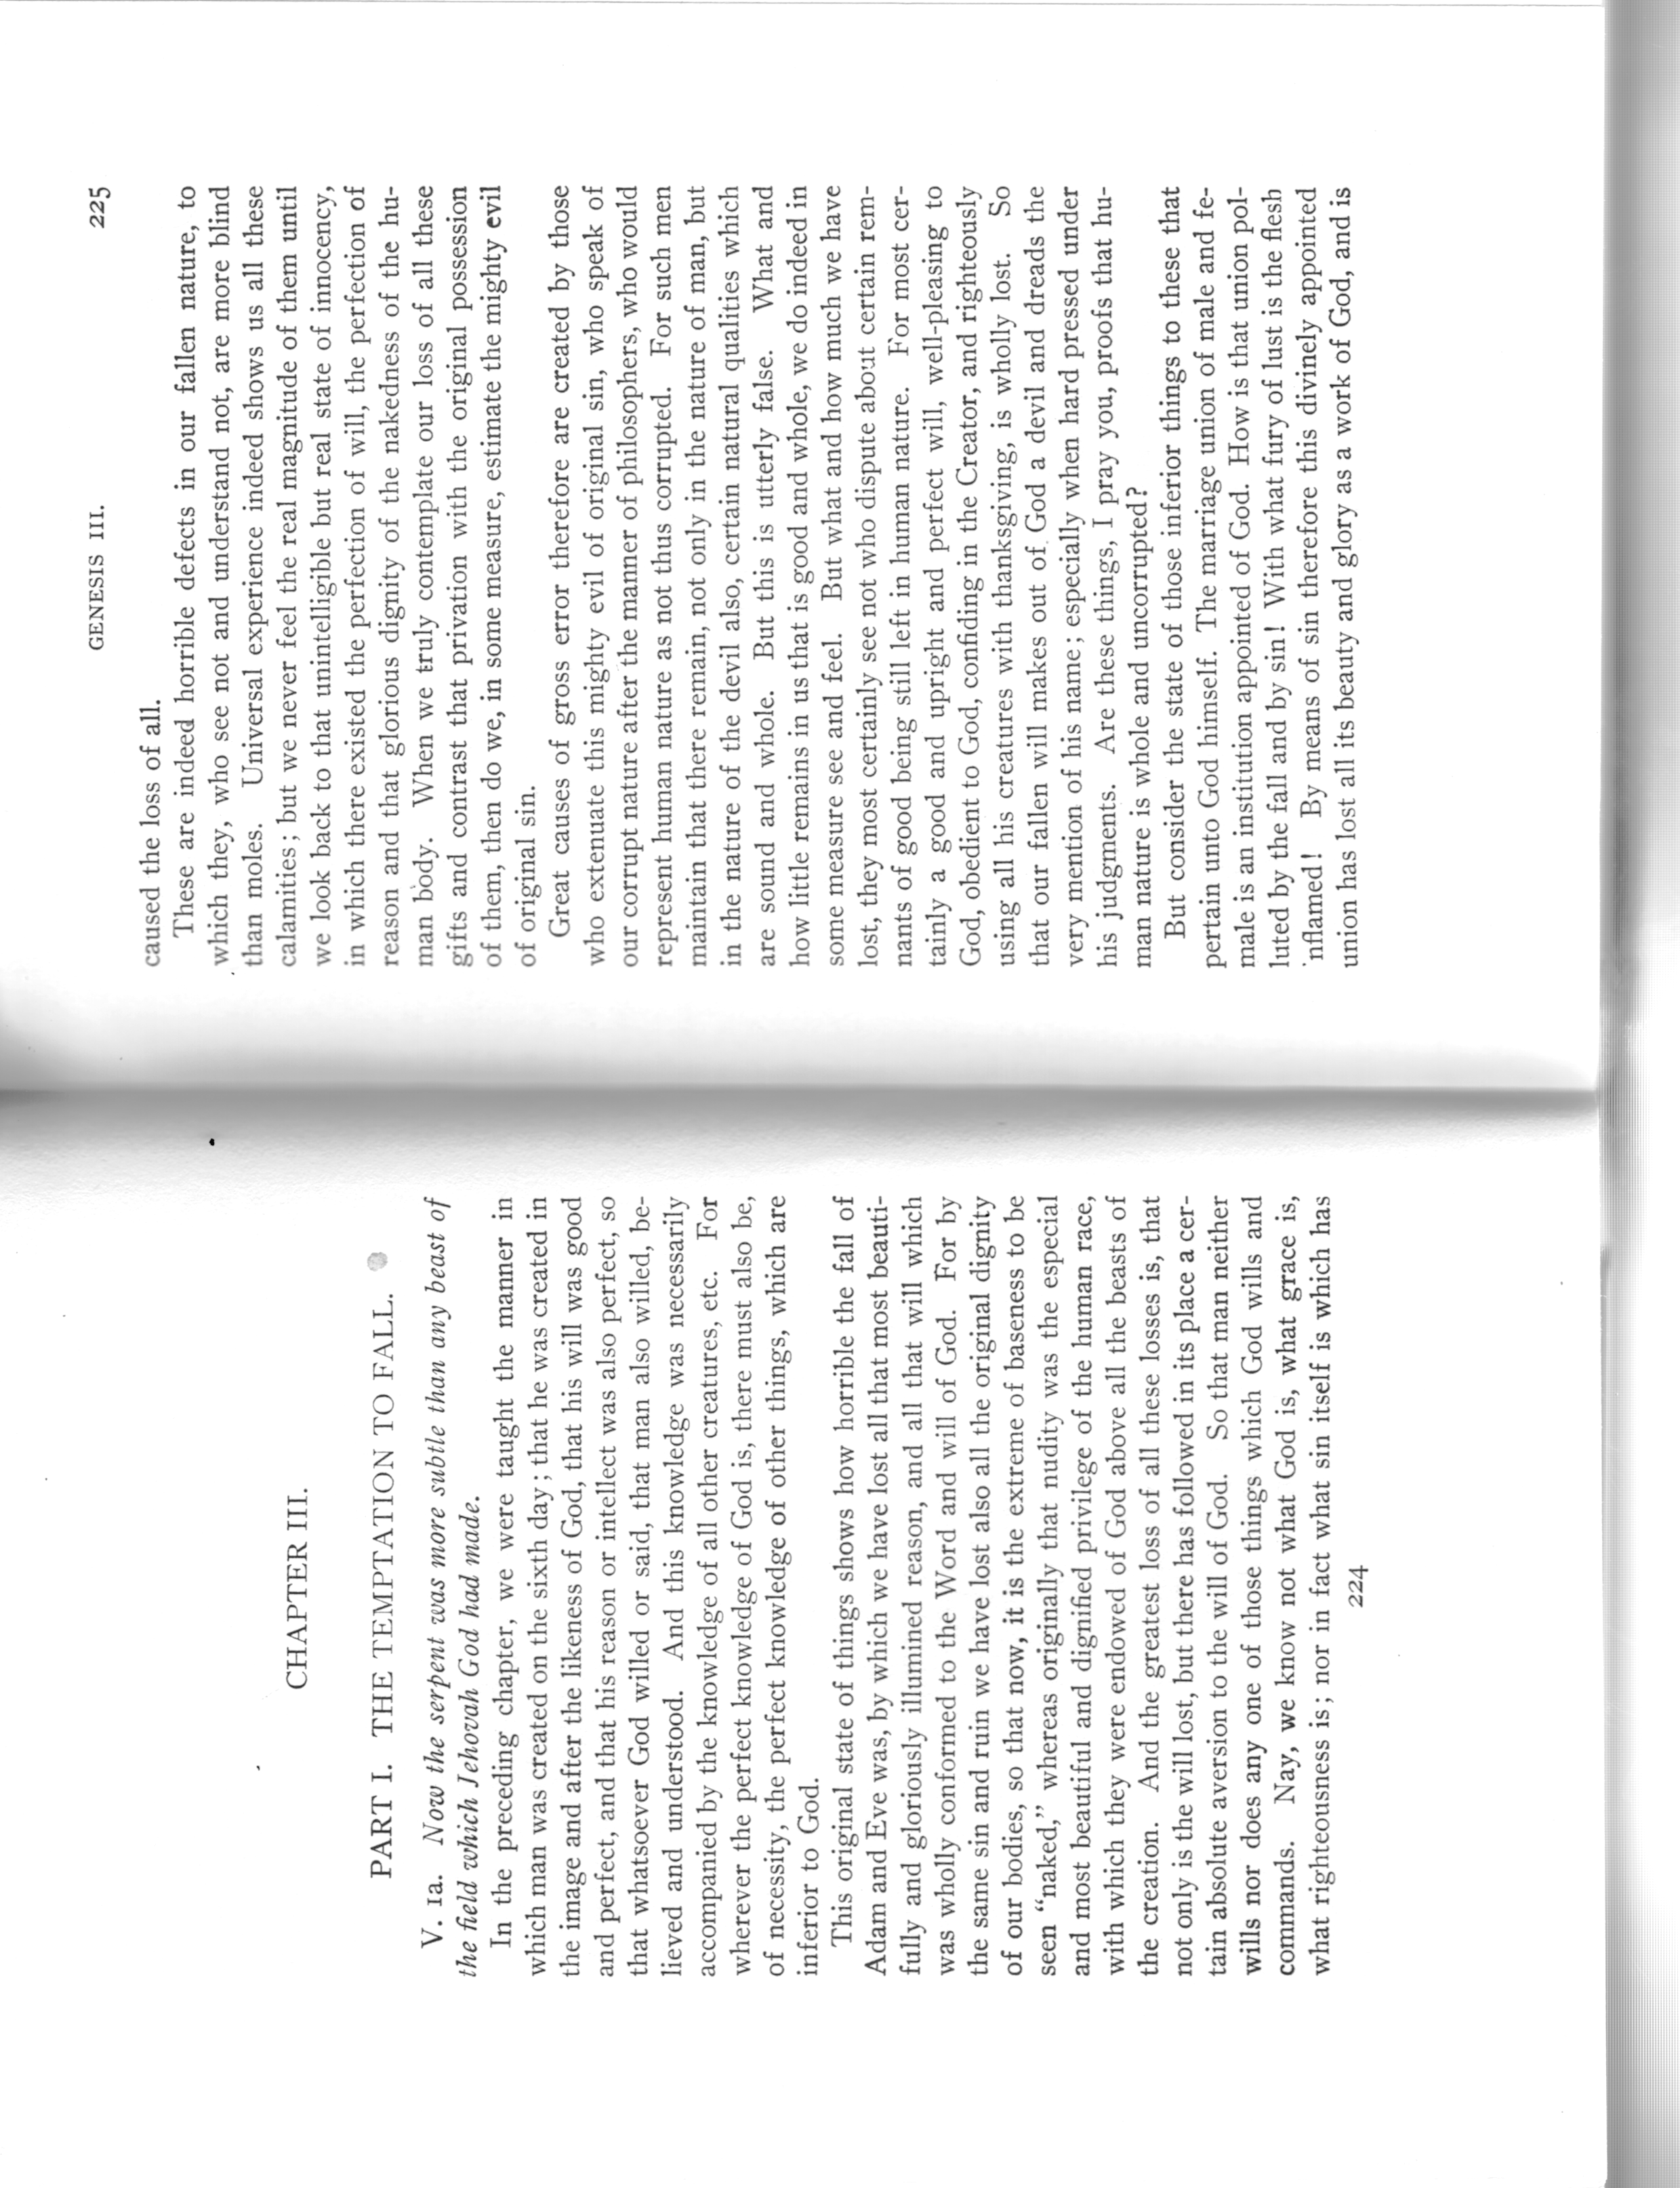 CHAPTER III.
PART I. THE TEMPTATION TO FALL.
V. 1a. Now the serpent was more subtle than any beast of
the field which Jehovah God had made.
In the preceding chapter, we were taught the manner in
which man was created on the sixth day; that he was created in
the image and after the likeness of God, that his will was good
and perfect, and that his reason or intellect was also perfect, so
that whatsoever God willed or said, that man also willed, be-
lieved and understood. And this knowledge was necessarily
accompanied by the knowledge of all other creatures, etc. For
wherever the perfect knowledge of God is, there must also be,
of necessity, the perfect knowledge of other things, which are
inferior to God.
This original state of things shows how horrible the fall of
Adam and Eve was, by which we have lost all that most beauti-
fully and gloriously illumined reason, and all that will which
was wholly conformed to the Word and will of God. For by
the same sin and ruin we have lost also all the original dignity
of our bodies, so that now, it is the extreme of baseness to be
seen “naked,” whereas originally that nudity was the especial
and most beautiful and dignified privilege of the human race,
with which they were endowed of God above all the beasts of
the creation. And the greatest loss of all these losses is, that
not only is the will lost, but there has followed in its place a cer-
tain absolute aversion to the will of God. So that man neither
wills nor does any one of those things which God wills and
commands. Nay, we know not what God is, what grace is,
what righteousness is; nor in fact what sin itself is which has
224
GENESIS III. 225
caused the loss of all.
These are indeed horrible defects in our fallen nature, to
which they, who see not and understand not, are more blind
than moles. Universal experience indeed shows us all these
calamities; but we never feel the real magnitude of them until
we look back to that unintelligible but real state of innocency,
in which there existed the perfection of will, the perfection of
reason and that glorious dignity of the nakedness of the hu-
man body. When we truly contemplate our loss of all these
gifts and contrast that privation with the original possession
of them, then do we, in some measure, estimate the mighty evil
of original sin.
Great causes of gross error therefore are created by those
who extenuate this mighty evil of original sin, who speak of
our corrupt nature after the manner of philosophers, who would
represent human nature as not thus corrupted. For such men
maintain that there remain, not only in the nature of man, but
in the nature of the devil also, certain natural qualities which
are sound and whole. But this is utterly false. What and
how little remains in us that is good and whole, we do indeed in
some measure see and feel. But what and how much we have
lost, they most certainly see not who dispute about certain rem-
nants of good being still left in human nature. For most cer-
tainly a good and upright and perfect will, well-pleasing to
God, obedient to God, confiding in the Creator, and righteously
using all his creatures with thanksgiving, is wholly lost. So
that our fallen will makes out of God a devil and dreads the
very mention of his name; especially when hard pressed under
his judgments. Are these things, I pray you, proofs that hu-
man nature is whole and uncorrupted?
But consider the state of those inferior things to these that
pertain unto God himself. The marriage union of male and fe-
male is an institution appointed of God. How is that union pol-
luted by the fall and by sin! With what fury of lust is the flesh
'nflamed! By means of sin therefore this divinely appointed
union has lost all its beauty and glory as a work of God, and is